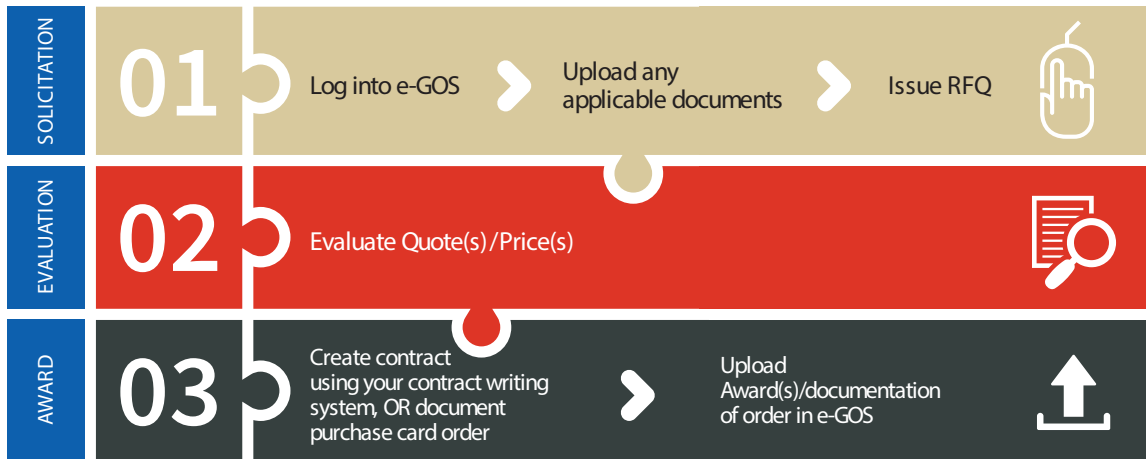 SOLICITATION
01
Log into e-GOS
Upload any
applicable documents
Issue RFQ
EVALUATION
02
Evaluate Quote(s)/Price(s)
AWARD
03
Create contract
using your contract writing
system, OR document
purchase card order
Upload
Award(s)/documentation
of order in e-GOS